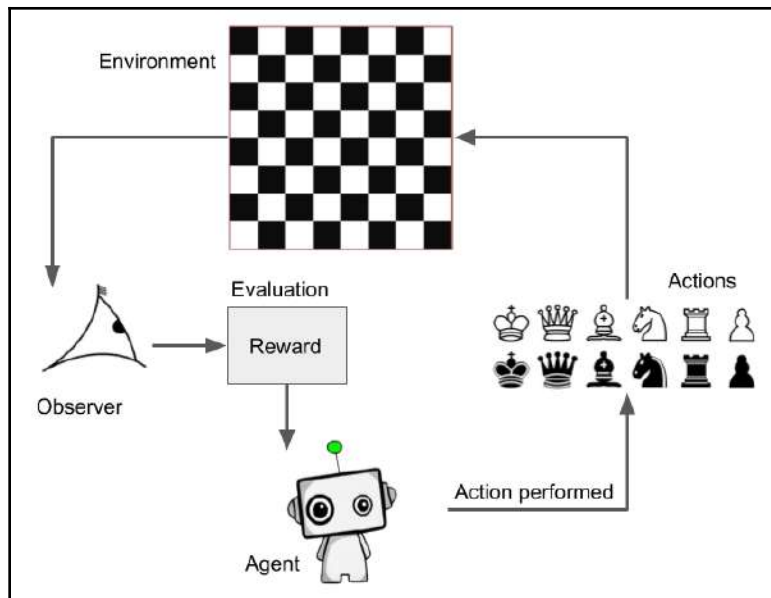 Environment
Actions
Evaluation
Reward
Observer
Action performed
Agent